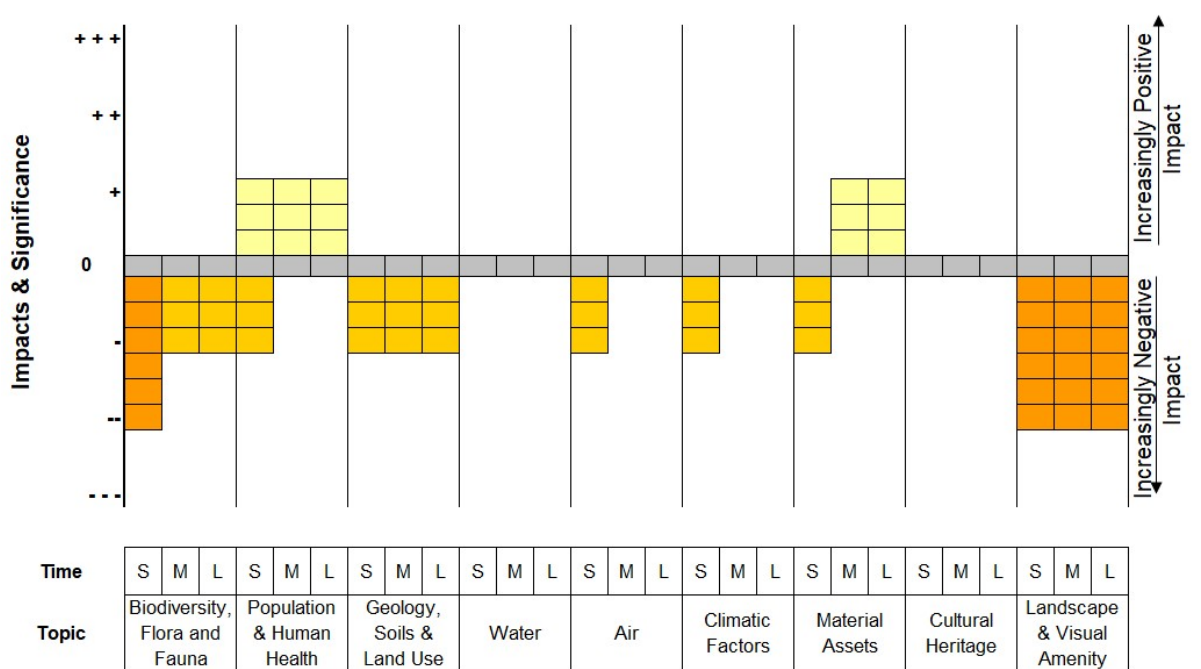 Impacts & Significance
+ + +
+ +
+
0
-
--
- - -
Increasingly Positive
Impact
Increasingly Negative
Impact
Time S M L S M L S M L S M L S M L S M L S M L S M L S M L
Topic
Biodiversity,
Flora and
Fauna
Population
& Human
Health
Geology,
Soils &
Land Use
Water
Air
Climatic
Factors
Material
Assets
Cultural
Heritage
Landscape
& Visual
Amenity